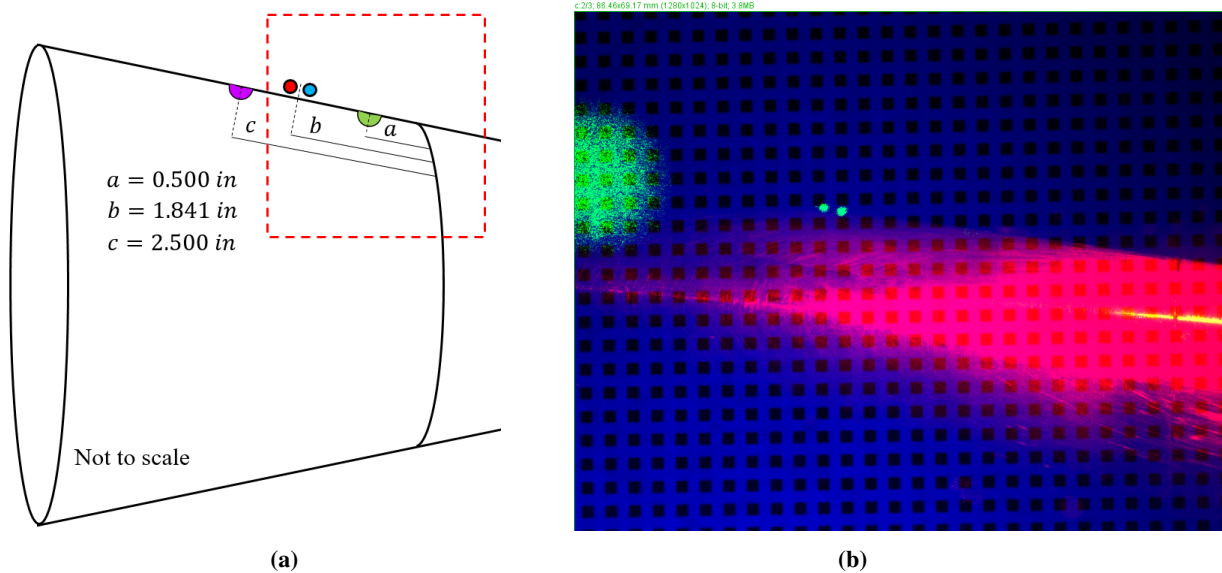 c:2/3; 86.46x69.17 mm (1280x1024); 8-bit; 3.8MB
c
b
a
a = 0.500 in
b = 1.841 in
c = 2.500 in
Not to scale
(a)
(b)